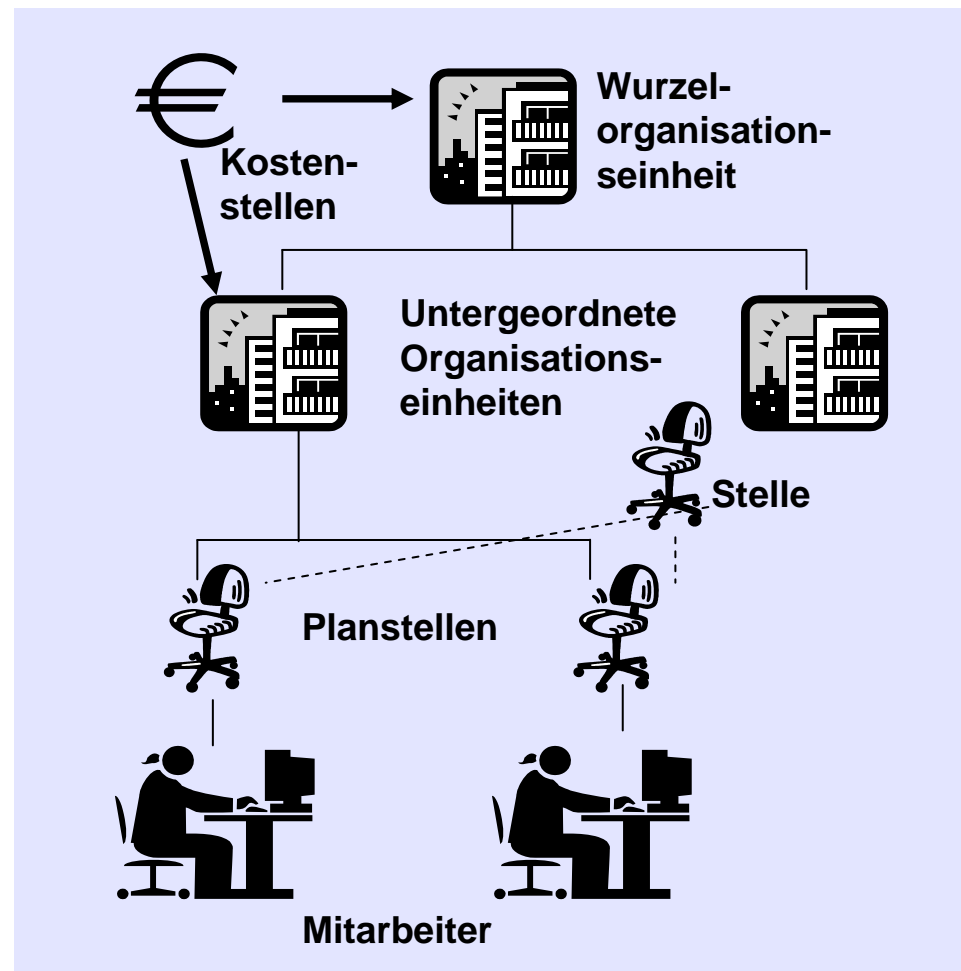 Wurzel-
organisation-
seinheit
Kosten-
stellen
Untergeordnete
Organisations-
einheiten
Stelle
Planstellen
Mitarbeiter